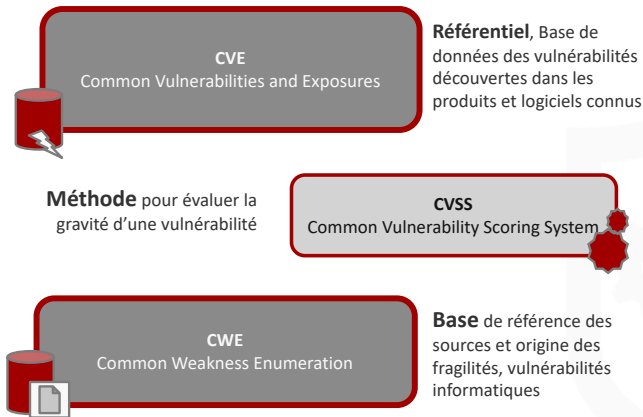 CVE
Common Vulnerabilities and Exposures
Référentiel, Base de
données des vulnérabilités
découvertes dans les
produits et logiciels connus
Méthode pour évaluer la
gravité d’une vulnérabilité
CVSS
Common Vulnerability Scoring System
CWE
Common Weakness Enumeration
Base de référence des
sources et origine des
fragilités, vulnérabilités
informatiques